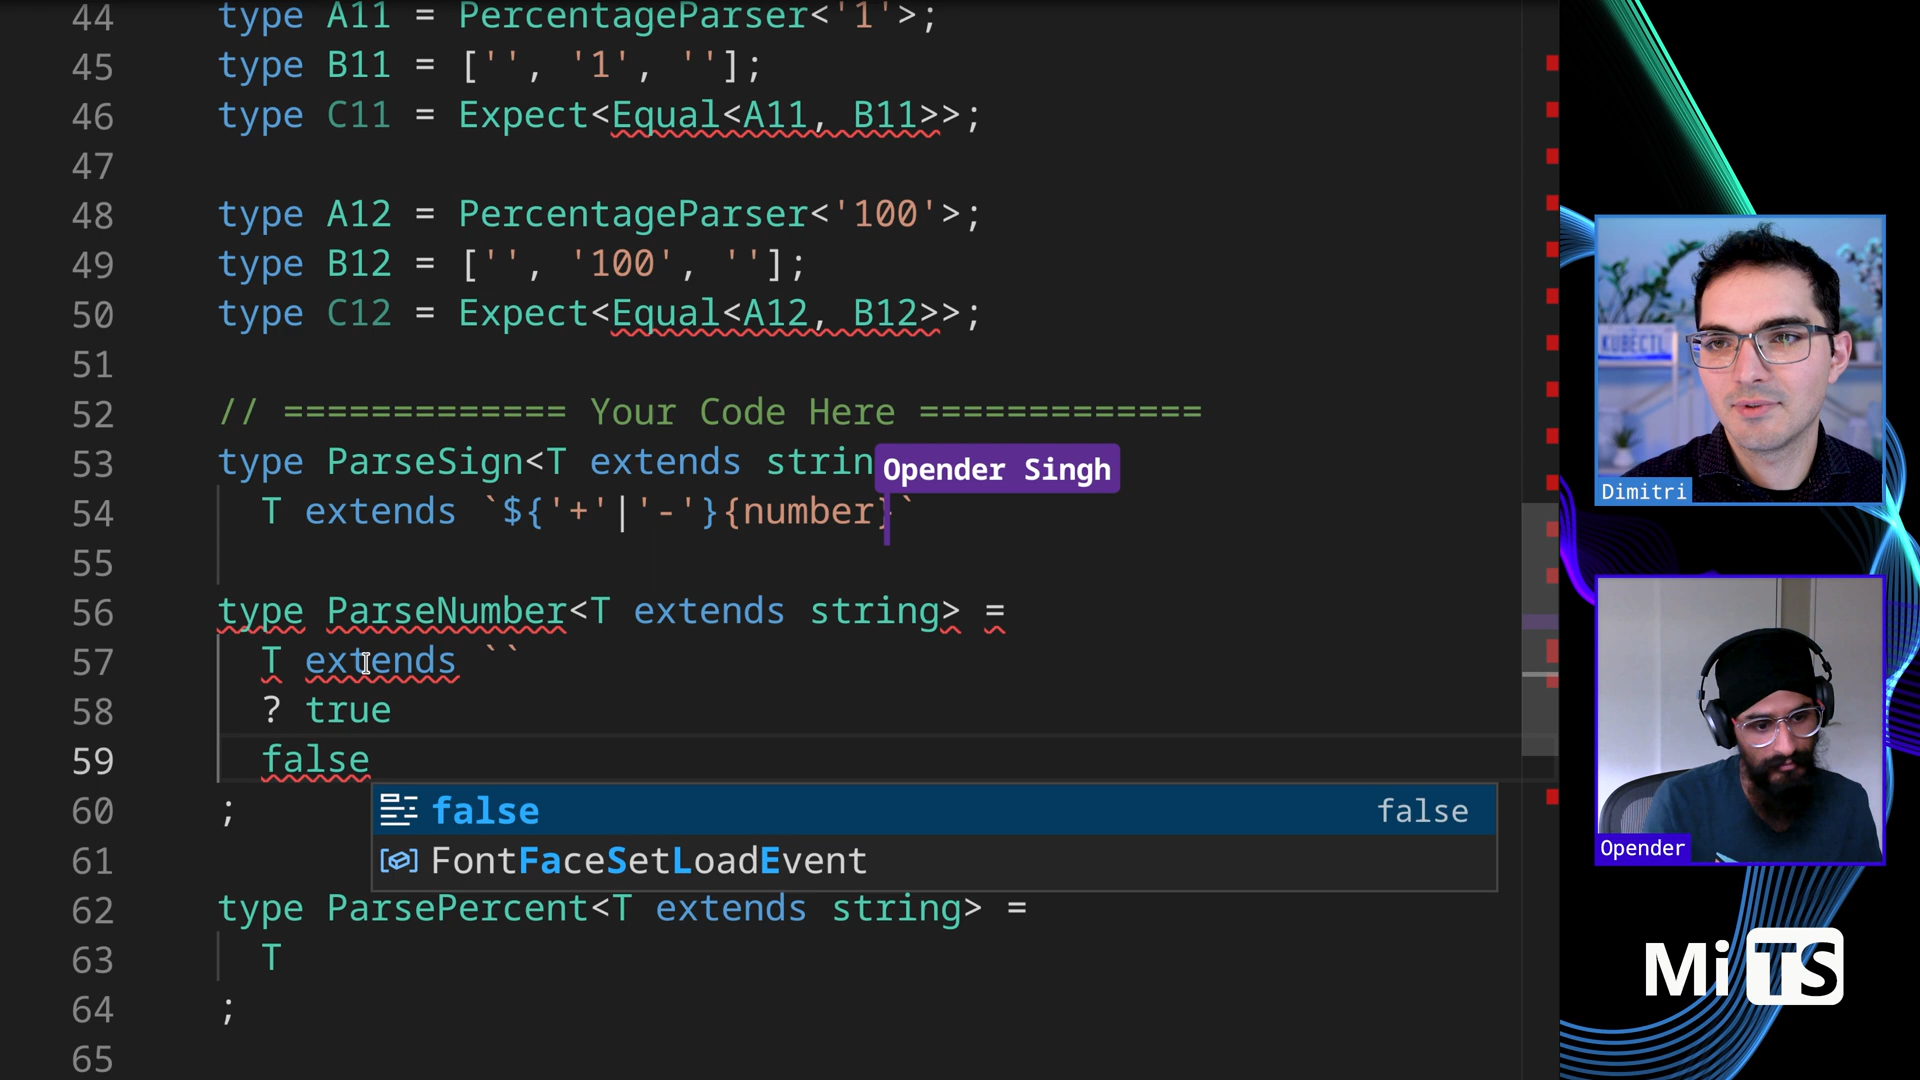 44 type A11 = PercentageParser<'1'>;
45 type B11 = ['', '1', ''];
46 type C11 = Expect<Equal<A11, B11>>;
47
48 type A12 = PercentageParser<'100'>;
49 type B12 = ['', '100', ''];
50 type C12 = Expect<Equal<A12, B12>>;
51
52 // ============= Your Code Here =============
53 type ParseSign<T extends strin
Opender Singh
54 T extends `${'+'|'-'}{number}`
55
56 type ParseNumber<T extends string> =
57 T extends ``
58 ? true
59 false
false false
60 ;
FontFaceSetLoadEvent
61
62 type ParsePercent<T extends string> =
63 T
64 ;
65
KUBECTL
Dimitri
Opender
MiTS